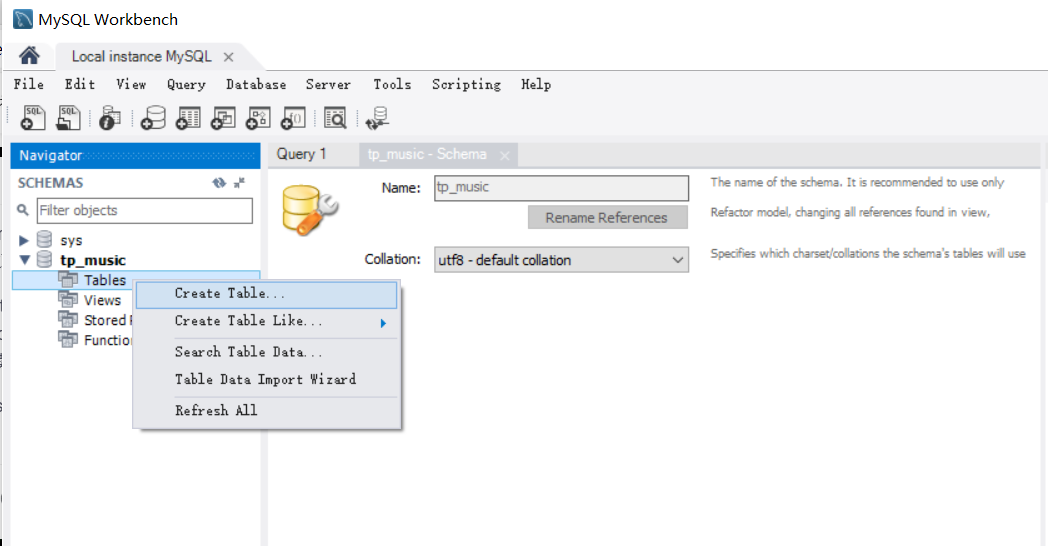 MySQL Workbench
Local instance MySQL
File Edit View Query Database Server Tools Scripting Help
SQL SQL
Navigator
Query 1
tp_music - Schema
SCHEMAS
Filter objects
sys
tp_music
Tables
Views
Stored
Function
Create Table...
Create Table Like...
Search Table Data...
Table Data Import Wizard
Refresh All
Name:
tp_music
The name of the schema. It is recommended to use only
Rename References
Refactor model, changing all references found in view,
Collation:
utf8 - default collation
Specifies which charset/collations the schema's tables will use